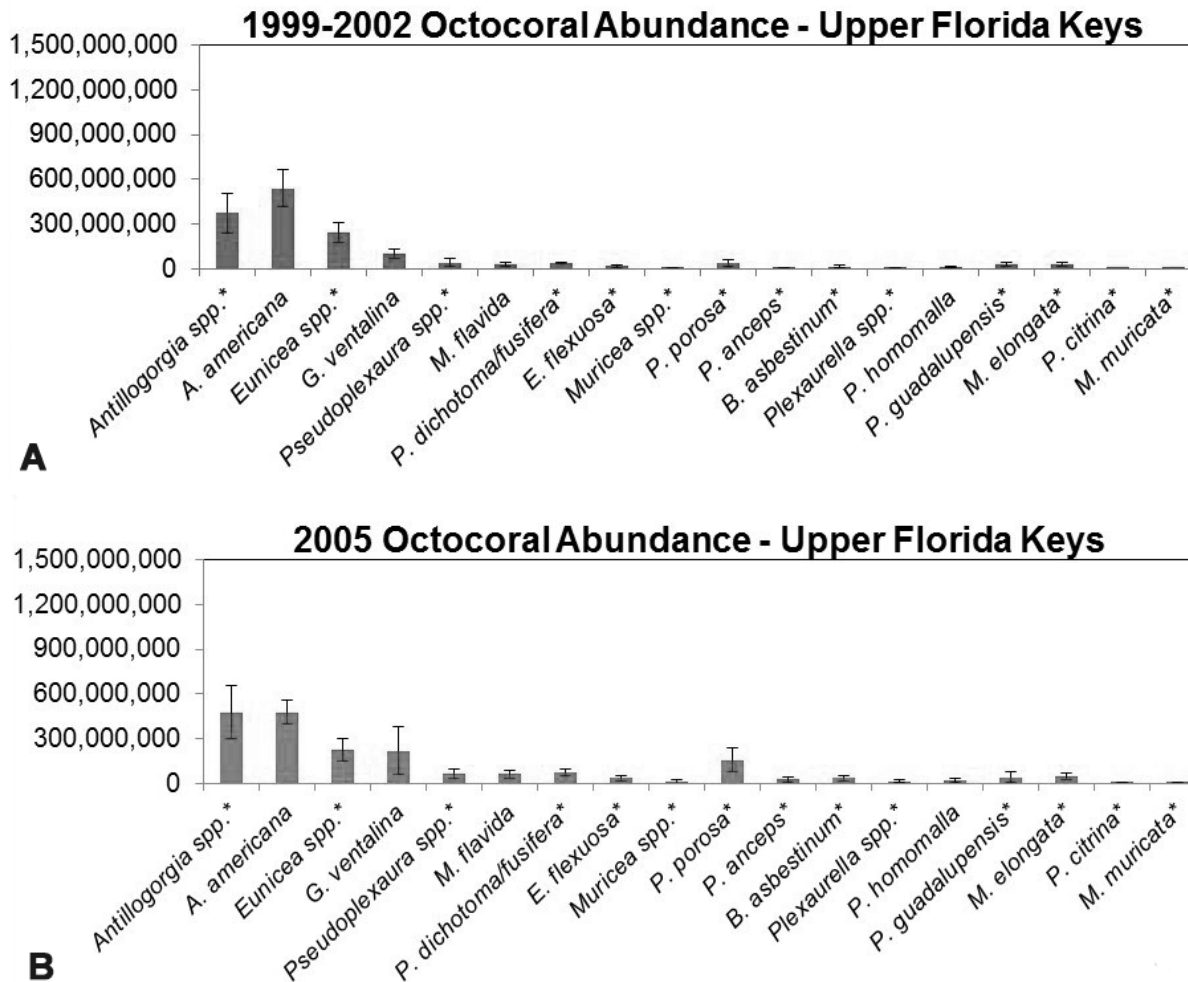 1999-2002 Octocoral Abundance - Upper Florida Keys
1,500,000,000
1,200,000,000
900,000,000
600,000,000
300,000,000
0
Antillogorgia spp.*
A. americana
Eunicea spp.*
G. ventalina
Pseudoplexaura spp.*
M. flavida
P. dichotoma/fusifera*
E. flexuosa*
Muricea spp.*
P. porosa*
P. anceps*
B. asbestinum*
Plexaurella spp.*
P. homomalla
P. guadalupensis*
M. elongata*
P. citrina*
M. muricata*
A
2005 Octocoral Abundance - Upper Florida Keys
1,500,000,000
1,200,000,000
900,000,000
600,000,000
300,000,000
0
Antillogorgia spp.*
A. americana
Eunicea spp.*
G. ventalina
Pseudoplexaura spp.*
M. flavida
P. dichotoma/fusifera*
E. flexuosa*
Muricea spp.*
P. porosa*
P. anceps*
B. asbestinum*
Plexaurella spp.*
P. homomalla
P. guadalupensis*
M. elongata*
P. citrina*
M. muricata*
B